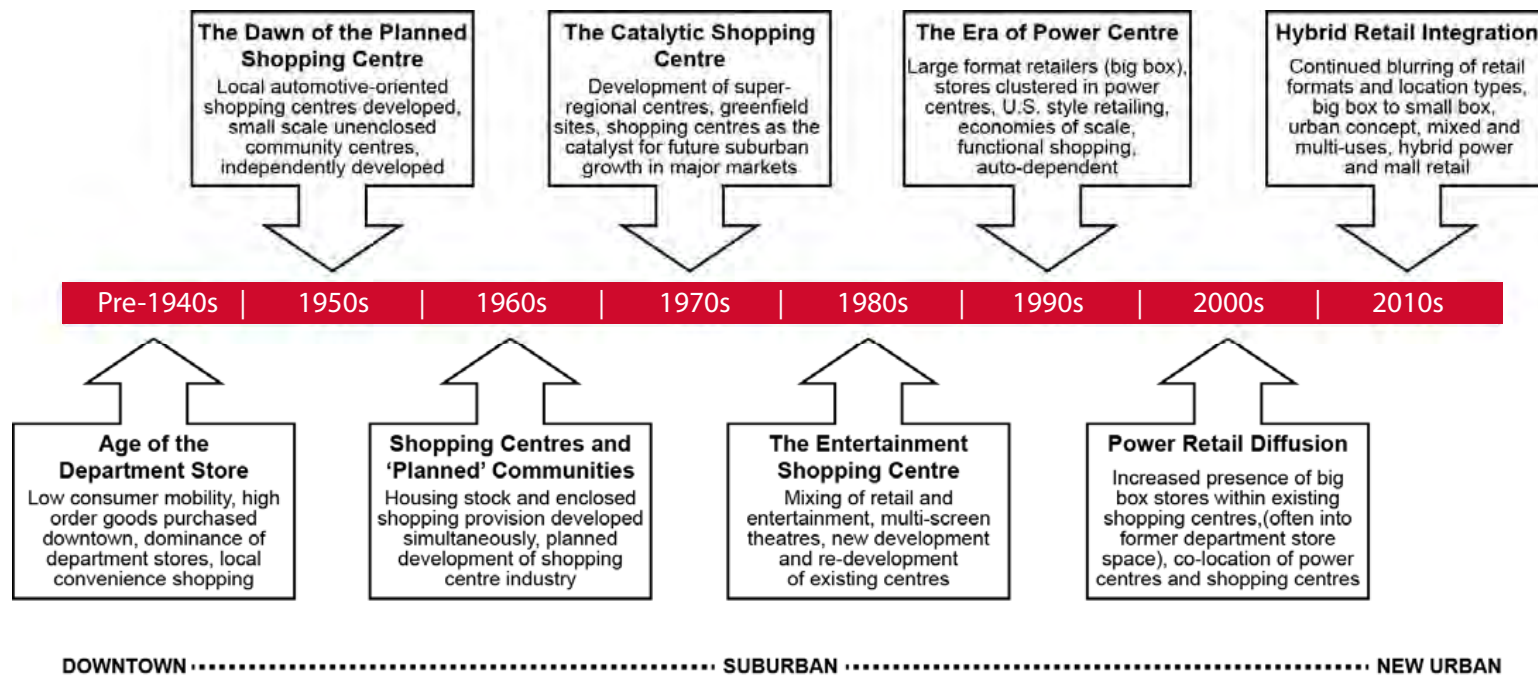 The Dawn of the Planned
Shopping Centre
Local automotive-oriented
shopping centres developed,
small scale unenclosed
community centres,
independently developed
The Catalytic Shopping
Centre
Development of super-
regional centres, greenfield
sites, shopping centres as the
catalyst for future suburban
growth in major markets
The Era of Power Centre
Large format retailers (big box),
stores clustered in power
centres, U.S. style retailing,
economies of scale,
functional shopping,
auto-dependent
Hybrid Retail Integration
Continued blurring of retail
formats and location types,
big box to small box,
urban concept, mixed and
multi-uses, hybrid power
and mall retail
Pre-1940s | 1950s | 1960s | 1970s | 1980s | 1990s | 2000s | 2010s
Age of the
Department Store
Low consumer mobility, high
order goods purchased
downtown, dominance of
department stores, local
convenience shopping
Shopping Centres and
‘Planned’ Communities
Housing stock and enclosed
shopping provision developed
simultaneously, planned
development of shopping
centre industry
The Entertainment
Shopping Centre
Mixing of retail and
entertainment, multi-screen
theatres, new development
and re-development
of existing centres
Power Retail Diffusion
Increased presence of big
box stores within existing
shopping centres,(often into
former department store
space), co-location of power
centres and shopping centres
DOWNTOWN SUBURBAN NEW URBAN